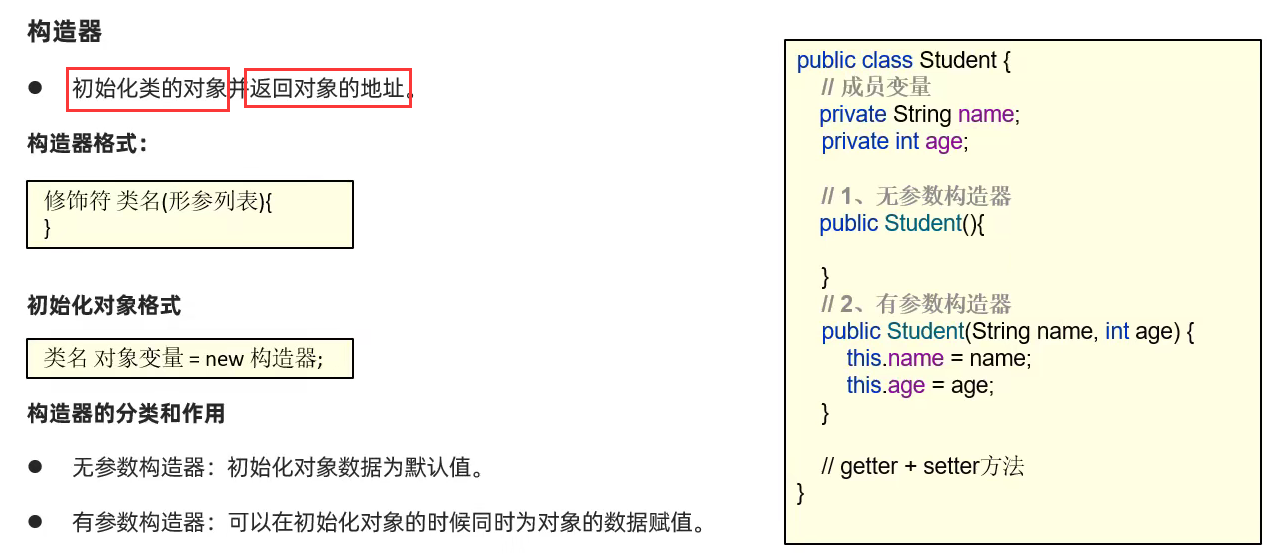 构造器
● 初始化类的对象并返回对象的地址。
构造器格式：
修饰符 类名(形参列表){
}
初始化对象格式
类名 对象变量 = new 构造器;
构造器的分类和作用
● 无参数构造器：初始化对象数据为默认值。
● 有参数构造器：可以在初始化对象的时候同时为对象的数据赋值。
public class Student {
// 成员变量
private String name;
private int age;
// 1、无参数构造器
public Student(){
}
// 2、有参数构造器
public Student(String name, int age) {
this.name = name;
this.age = age;
}
// getter + setter方法
}